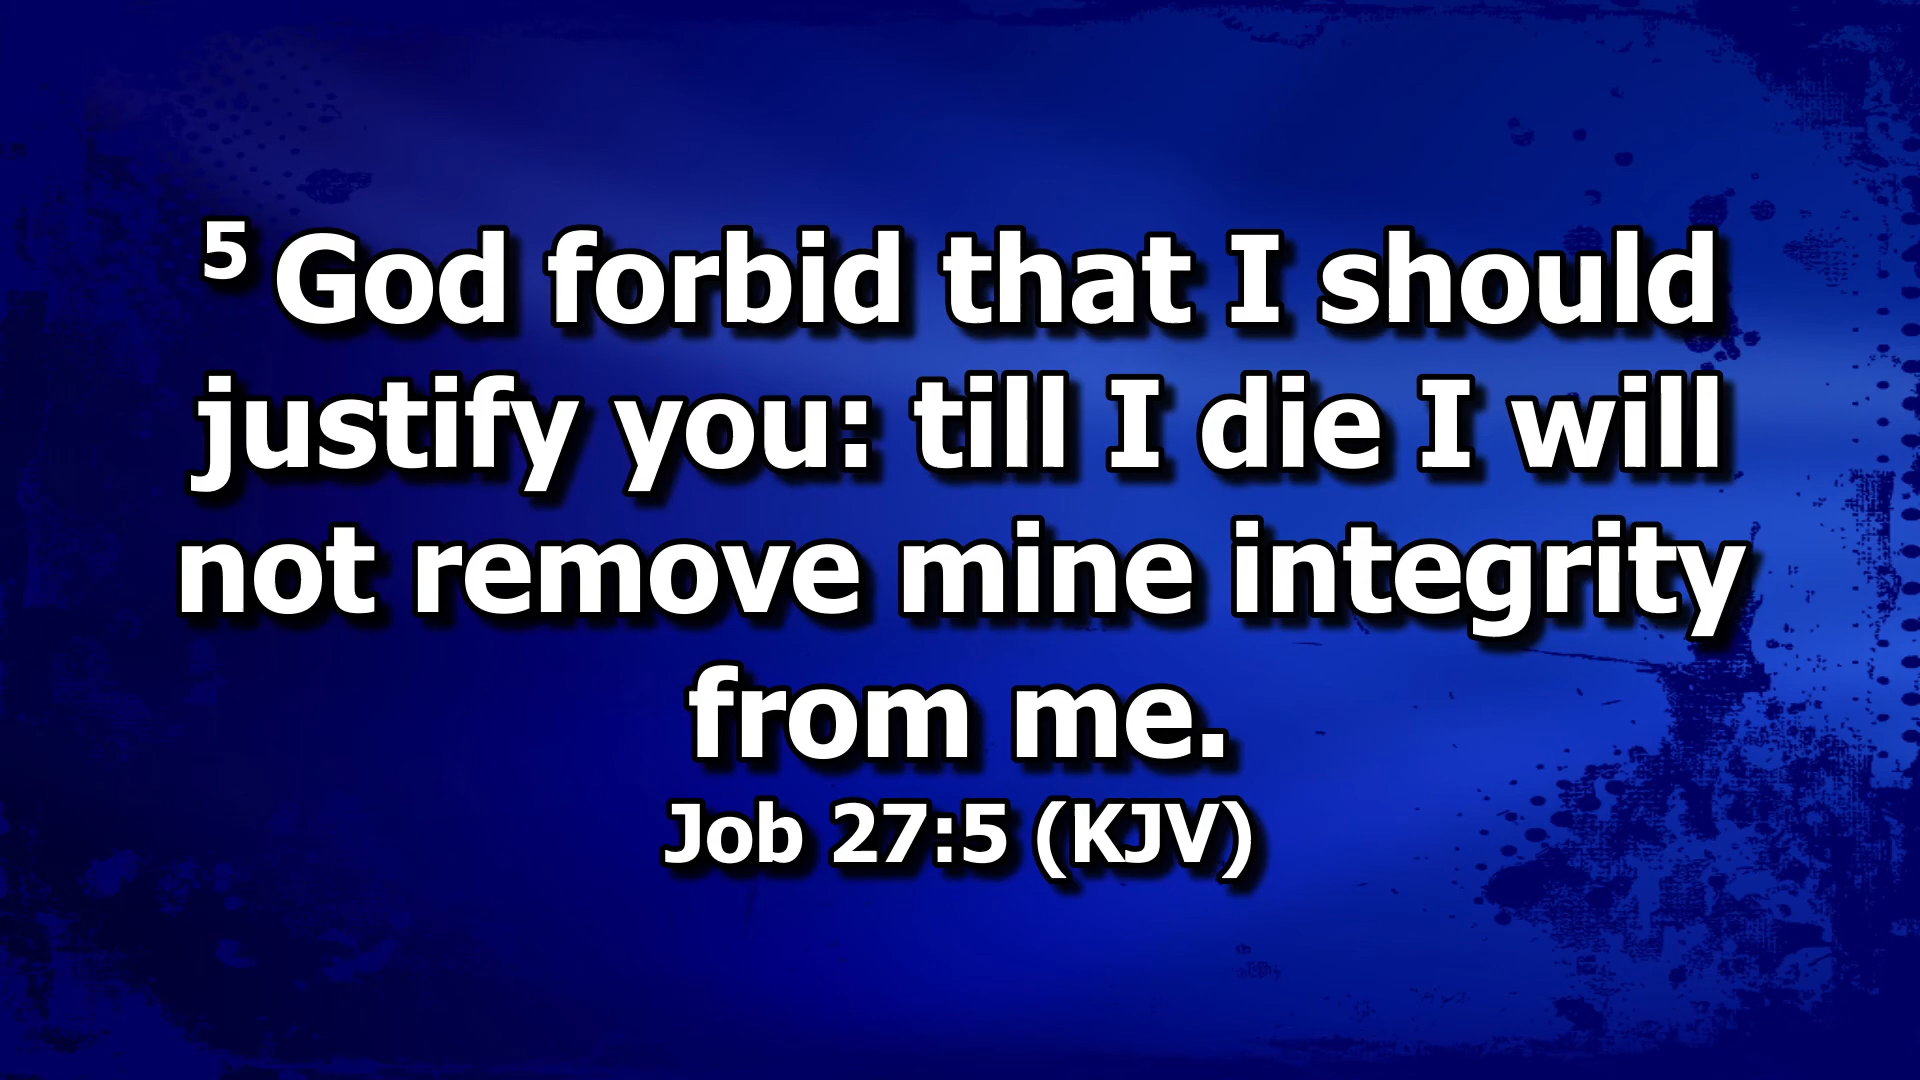 5 God forbid that I should
justify you: till I die I will
not remove mine integrity
from me.
Job 27:5 (KJV)